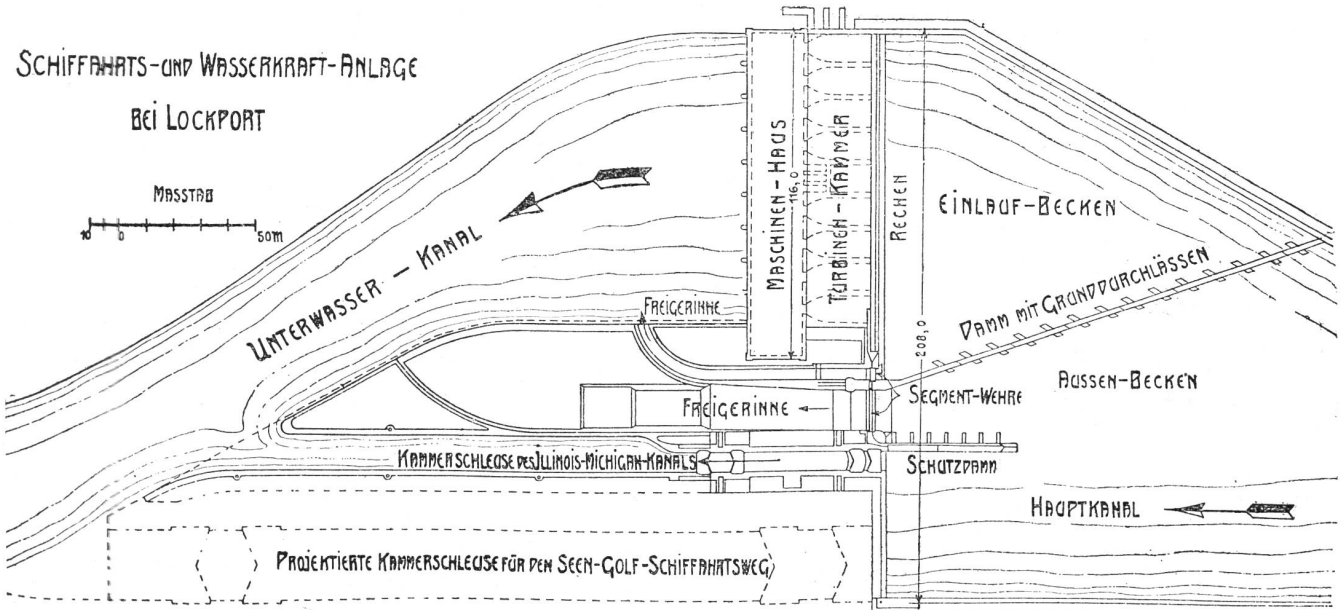 SCHIFFAHRTS-UND WASSERKRAFT-ANLAGE
BEI LOCKPORT
MASSTAB
10 0 50m
UNTERWASSER – KANAL
MASCHINEN-HAUS
116,0
TURBINEN-KAMMER
RECHEN
EINLAUF-BECKEN
DAMM MIT GRUNDDURCHLÄSSEN
208,0
AUSSEN-BECKEN
FREIGERINNE
FREIGERINNE
SEGMENT-WEHRE
KAMMERSCHLEUSE DES ILLINOIS-MICHIGAN-KANALS
SCHUTZDAMM
HAUPTKANAL
PROJEKTIERTE KAMMERSCHLEUSE FÜR DEN SEEN-GOLF-SCHIFFAHRTSWEG